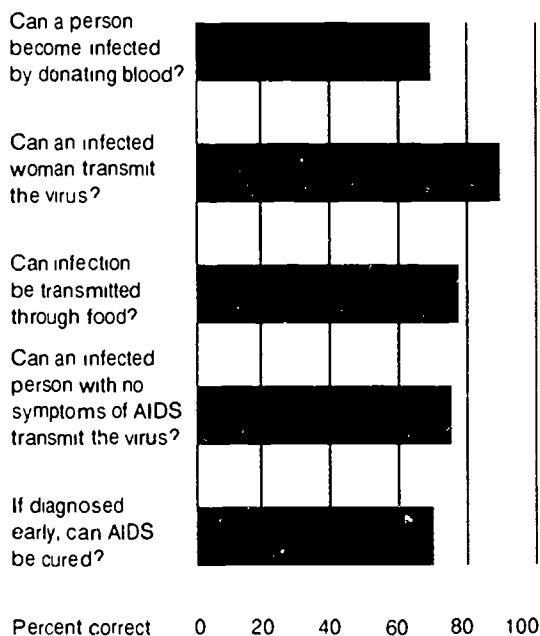 Can a person
become infected
by donating blood?
Can an infected
woman transmit
the virus?
Can infection
be transmitted
through food?
Can an infected
person with no
symptoms of AIDS
transmit the virus?
If diagnosed
early, can AIDS
be cured?
Percent correct 0 20 40 60 80 100